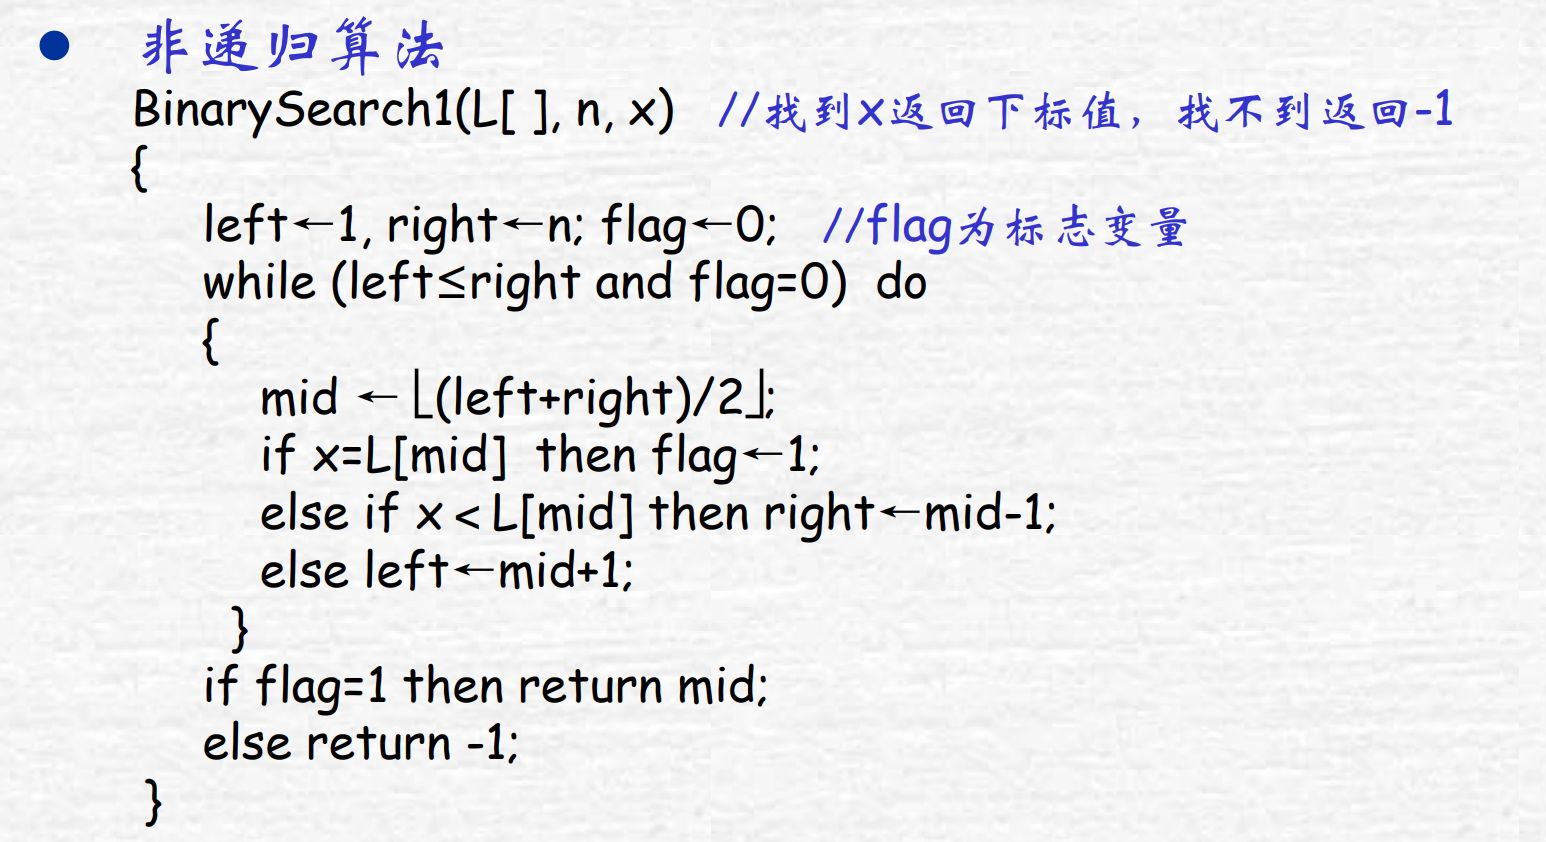 ● 非递归算法
BinarySearch1(L[ ], n, x) //找到x返回下标值，找不到返回-1
{
left←1, right←n; flag←0; //flag为标志变量
while (left≤right and flag=0) do
{
mid ← ⌊(left+right)/2⌋;
if x=L[mid] then flag←1;
else if x < L[mid] then right←mid-1;
else left←mid+1;
}
if flag=1 then return mid;
else return -1;
}